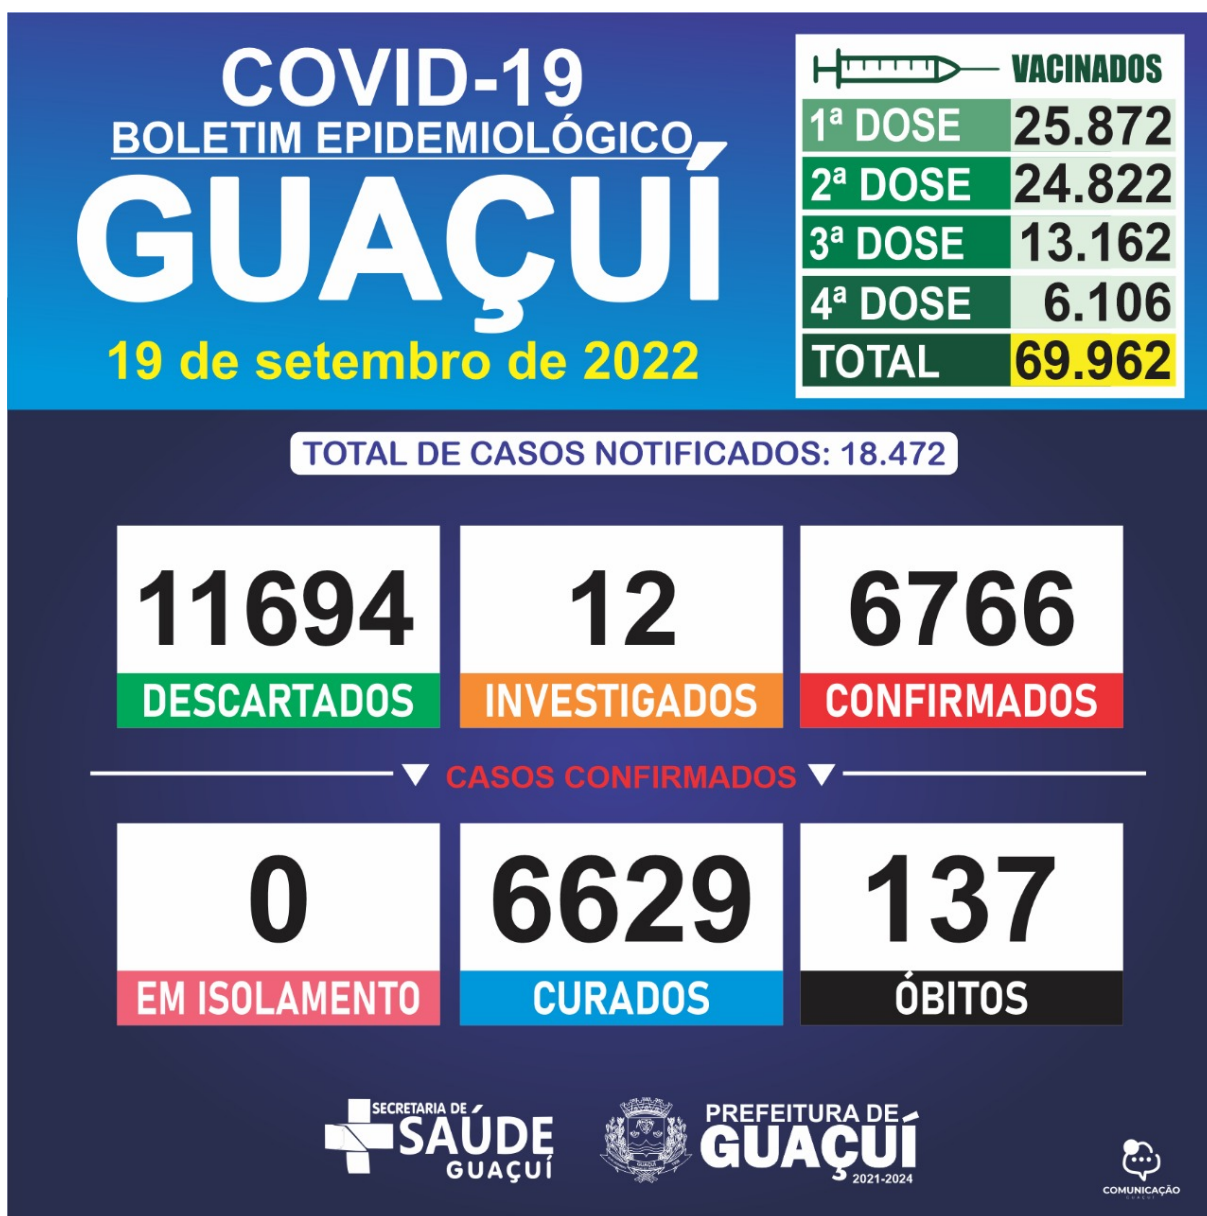 COVID-19
BOLETIM EPIDEMIOLÓGICO
GUAÇUÍ
19 de setembro de 2022
VACINADOS
1ª DOSE 25.872
2ª DOSE 24.822
3ª DOSE 13.162
4ª DOSE 6.106
TOTAL 69.962
TOTAL DE CASOS NOTIFICADOS: 18.472
11694
DESCARTADOS
12
INVESTIGADOS
6766
CONFIRMADOS
CASOS CONFIRMADOS
0
EM ISOLAMENTO
6629
CURADOS
137
ÓBITOS
SECRETARIA DE
SAÚDE
GUAÇUÍ
PREFEITURA DE
GUAÇUÍ
2021-2024
COMUNICAÇÃO